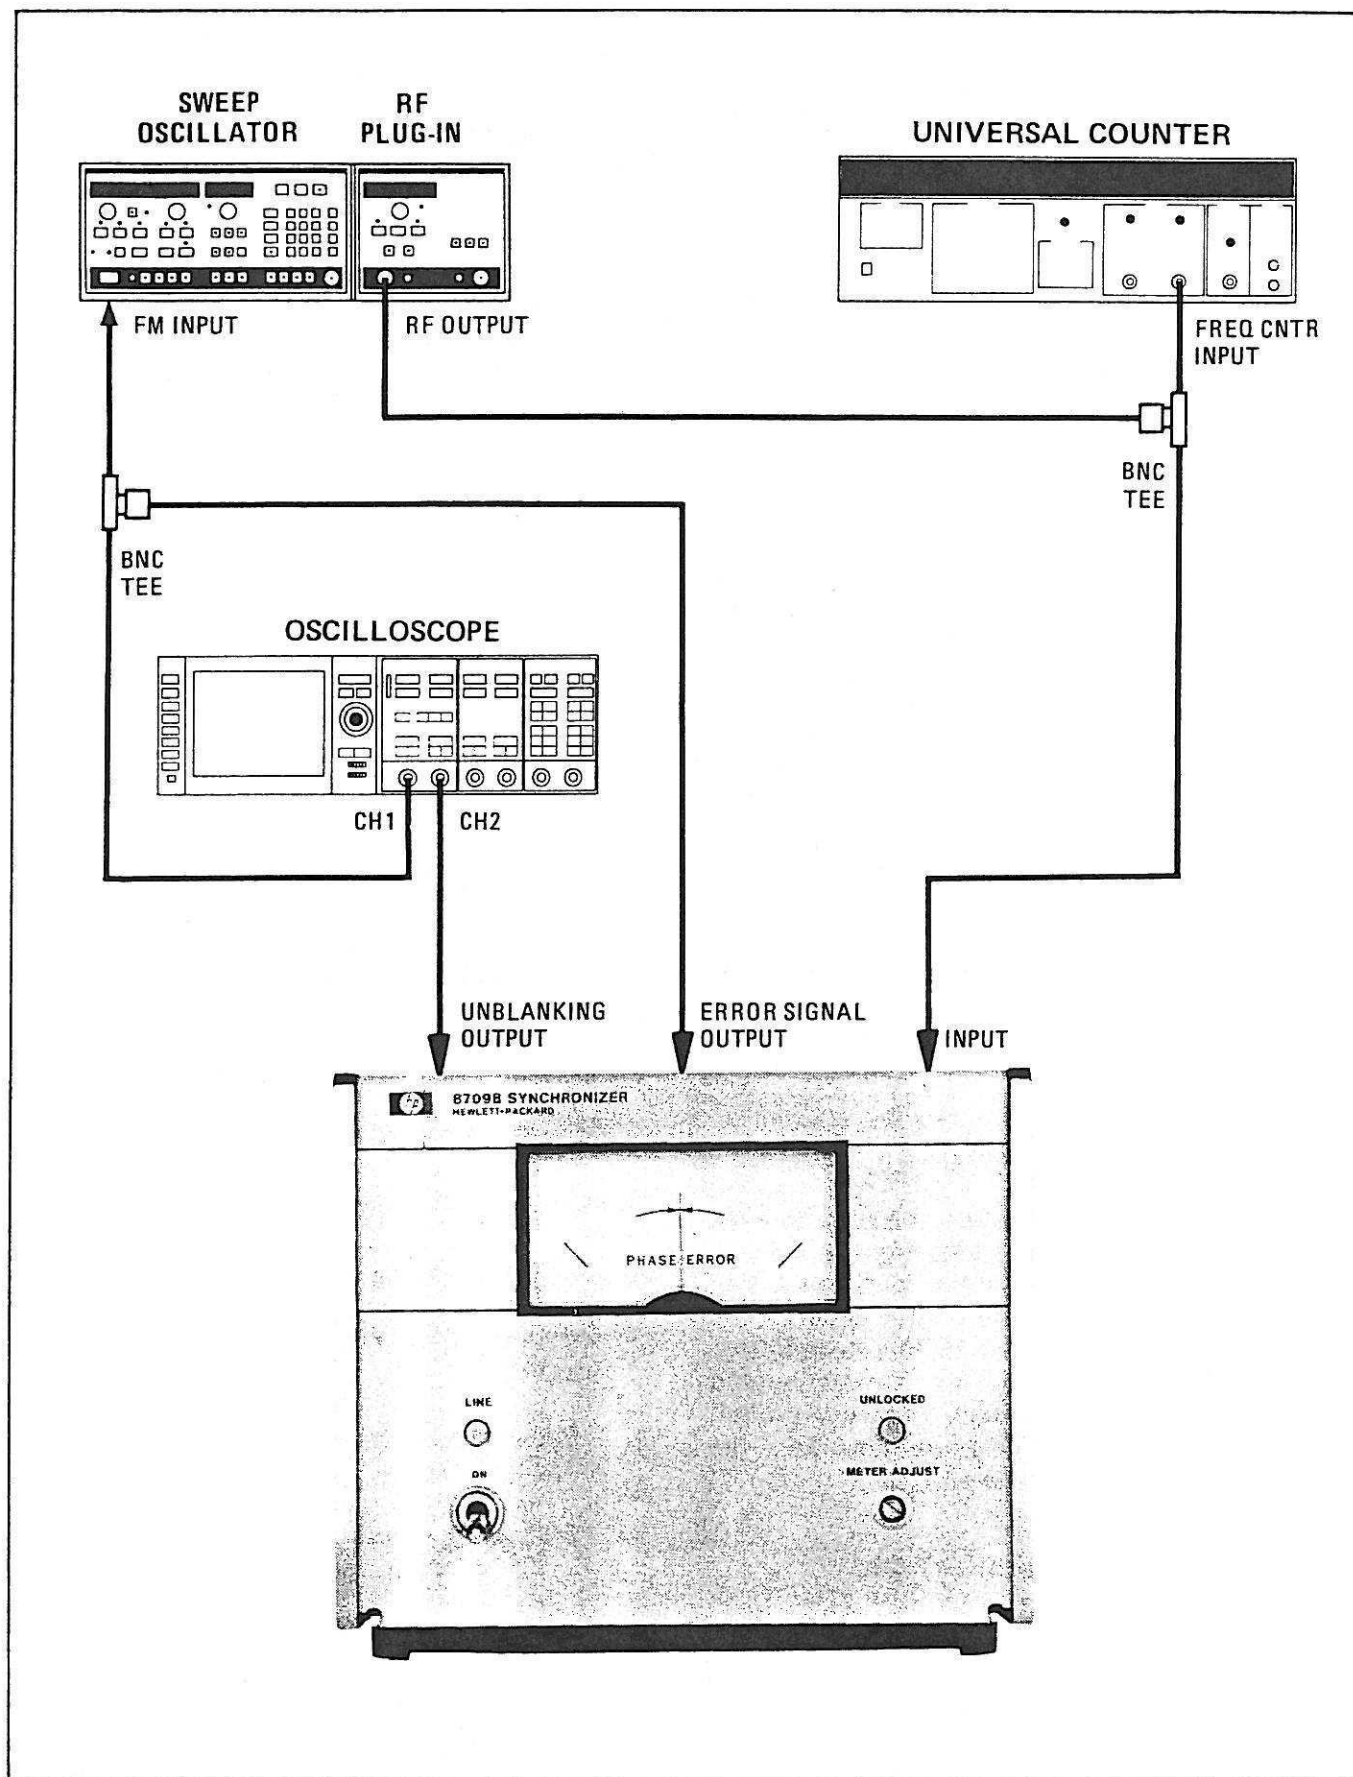 SWEEP
OSCILLATOR
RF
PLUG-IN
UNIVERSAL COUNTER
FM INPUT
RF OUTPUT
FREQ CNTR
INPUT
BNC
TEE
BNC
TEE
OSCILLOSCOPE
CH1
CH2
UNBLANKING
OUTPUT
ERROR SIGNAL
OUTPUT
INPUT
hp
8709B SYNCHRONIZER
HEWLETT-PACKARD
PHASE ERROR
LINE
UNLOCKED
ON
METER ADJUST